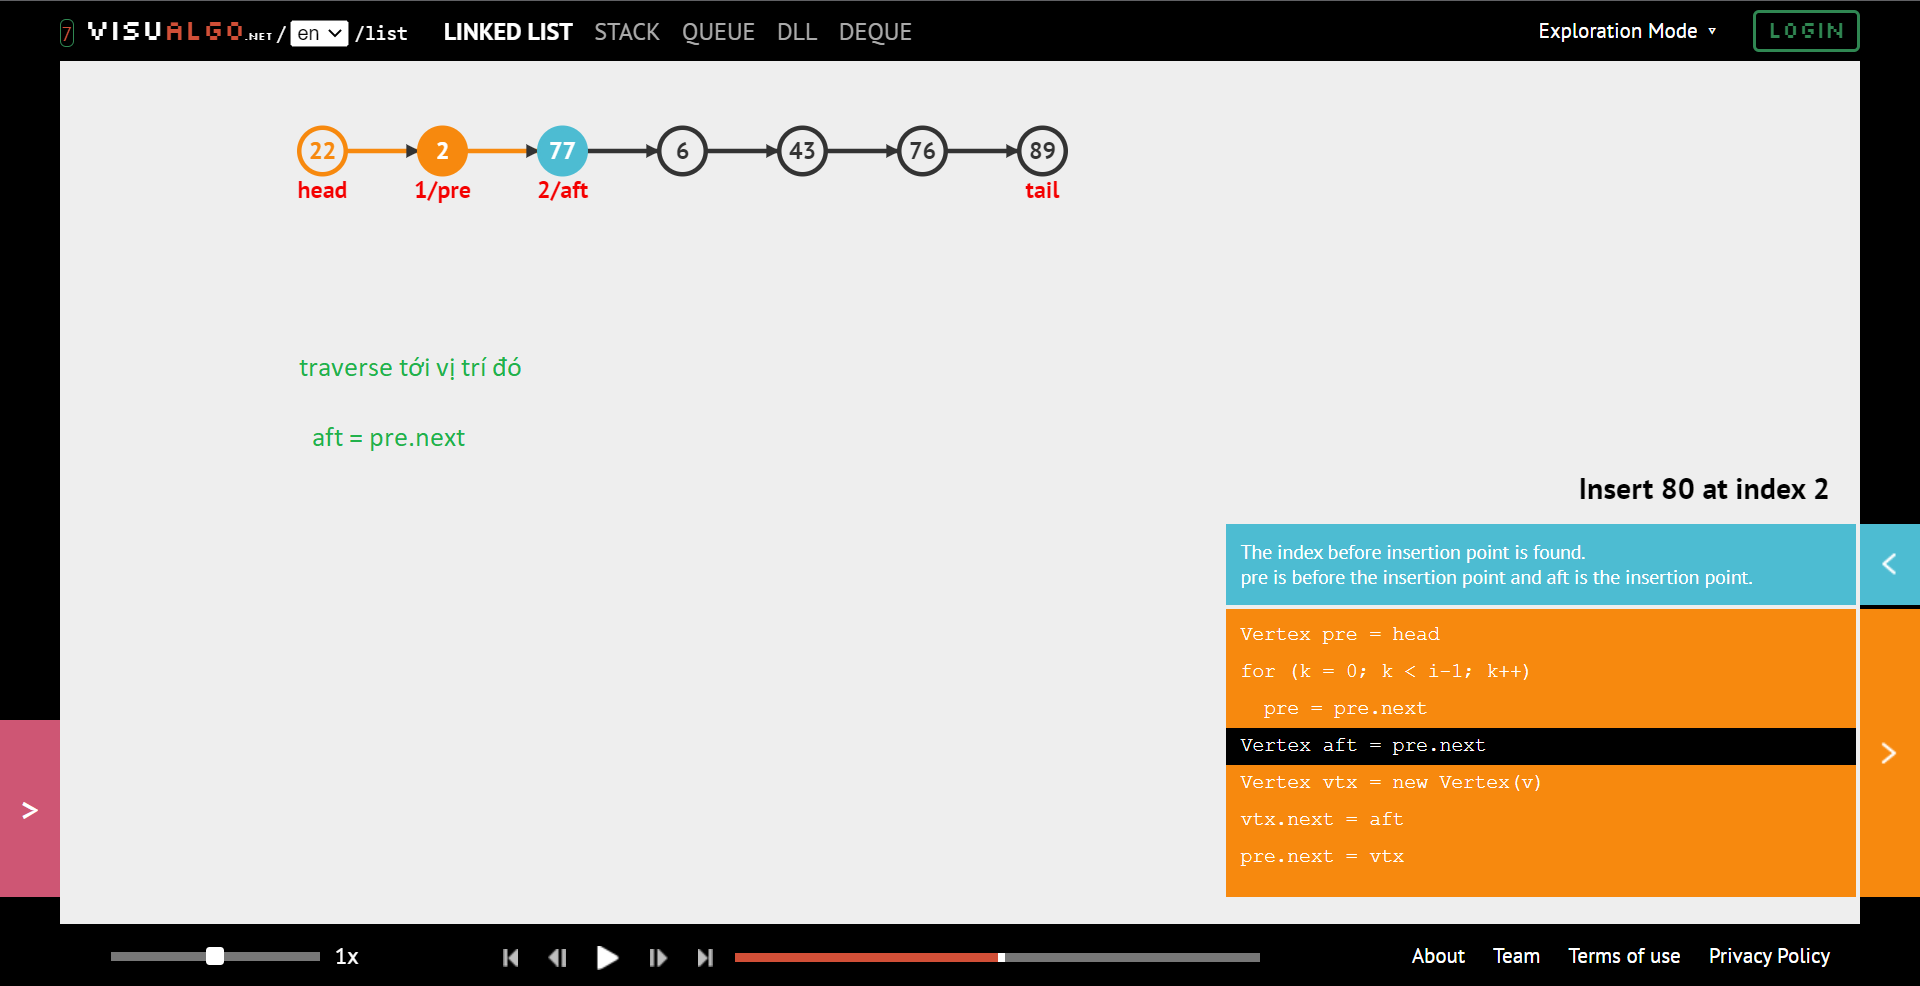 7 VISUALGO.NET / en /list LINKED LIST STACK QUEUE DLL DEQUE Exploration Mode ▾ LOGIN
22 2 77 6 43 76 89
head 1/pre 2/aft tail
traverse tới vị trí đó
aft = pre.next
Insert 80 at index 2
The index before insertion point is found.
pre is before the insertion point and aft is the insertion point.
Vertex pre = head
for (k = 0; k < i-1; k++)
pre = pre.next
Vertex aft = pre.next
Vertex vtx = new Vertex(v)
vtx.next = aft
pre.next = vtx
1x About Team Terms of use Privacy Policy